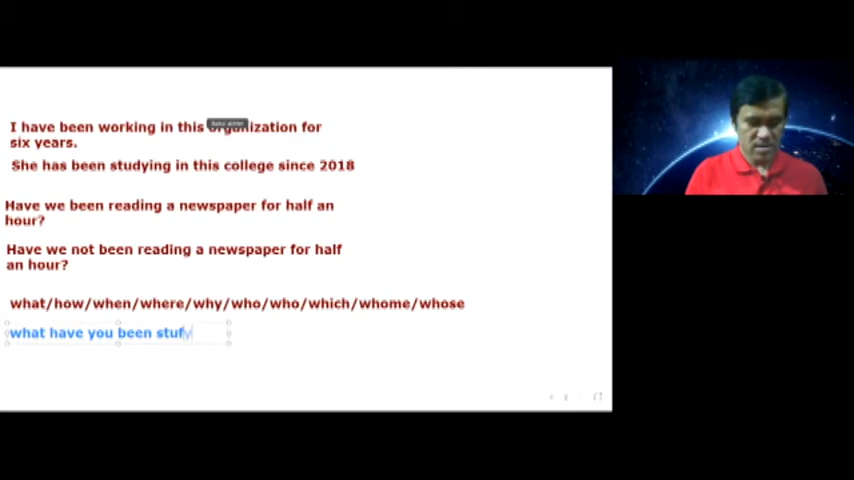 I have been working in this organization for
six years.
She has been studying in this college since 2018
Have we been reading a newspaper for half an
hour?
Have we not been reading a newspaper for half
an hour?
what/how/when/where/why/who/who/which/whome/whose
what have you been stufy